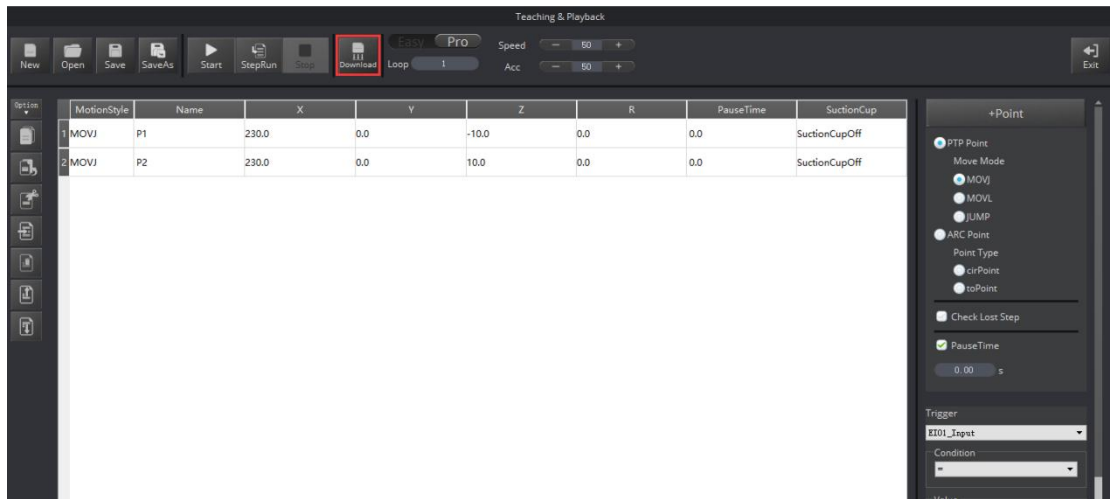 Teaching & Playback
New Open Save SaveAs Start StepRun Stop Download
Easy Pro
Loop 1
Speed − 50 +
Acc − 50 +
Exit
Option
MotionStyle Name X Y Z R PauseTime SuctionCup
1 MOVJ P1 230.0 0.0 -10.0 0.0 0.0 SuctionCupOff
2 MOVJ P2 230.0 0.0 10.0 0.0 0.0 SuctionCupOff
+Point
PTP Point
Move Mode
MOVJ
MOVL
JUMP
ARC Point
Point Type
cirPoint
toPoint
Check Lost Step
PauseTime
0.00 s
Trigger
EIO1_Input
Condition
=